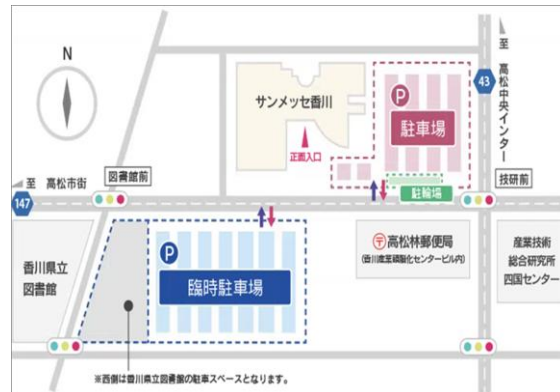 N
至 高松中央インター
43
サンメッセ香川
P
駐車場
正面入口
図書館前
技研前
至 高松市街
駐輪場
147
〒高松林郵便局
(香川産業頭脳化センタービル内)
産業技術
総合研究所
四国センター
香川県立
図書館
P
臨時駐車場
※西側は香川県立図書館の駐車スペースとなります。